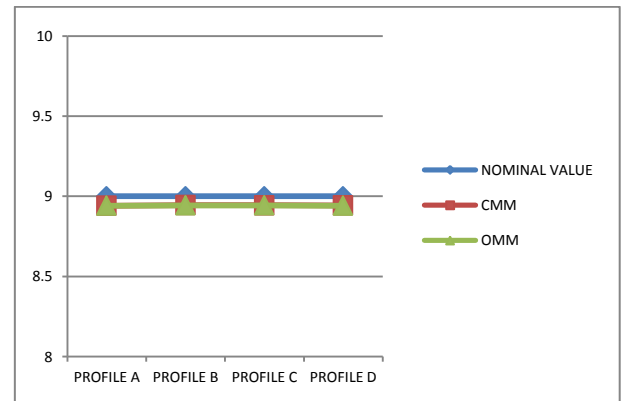 10
9.5
9
8.5
8
PROFILE A PROFILE B PROFILE C PROFILE D
NOMINAL VALUE
CMM
OMM